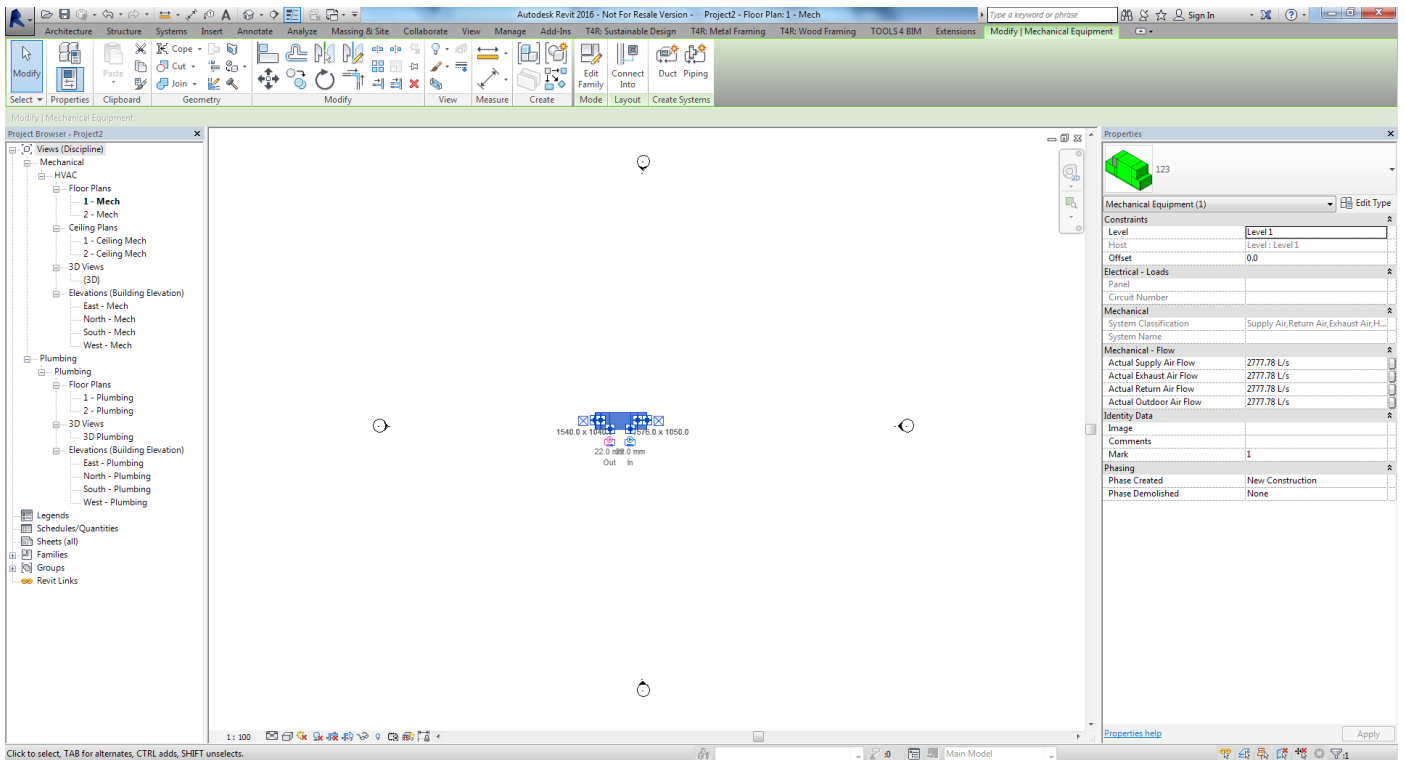 Autodesk Revit 2016 - Not For Resale Version - Project2 - Floor Plan: 1 - Mech
Type a keyword or phrase
Sign In
Architecture Structure Systems Insert Annotate Analyze Massing & Site Collaborate View Manage Add-Ins T4R: Sustainable Design T4R: Metal Framing T4R: Wood Framing TOOLS 4 BIM Extensions Modify | Mechanical Equipment
Modify
Paste
Cope
Cut
Join
Edit Family
Connect Into
Duct Piping
Select Properties Clipboard Geometry Modify View Measure Create Mode Layout Create Systems
Modify | Mechanical Equipment
Project Browser - Project2
Views (Discipline)
Mechanical
HVAC
Floor Plans
1 - Mech
2 - Mech
Ceiling Plans
1 - Ceiling Mech
2 - Ceiling Mech
3D Views
{3D}
Elevations (Building Elevation)
East - Mech
North - Mech
South - Mech
West - Mech
Plumbing
Plumbing
Floor Plans
1 - Plumbing
2 - Plumbing
3D Views
3D Plumbing
Elevations (Building Elevation)
East - Plumbing
North - Plumbing
South - Plumbing
West - Plumbing
Legends
Schedules/Quantities
Sheets (all)
Families
Groups
Revit Links
2D
1540.0 x
x 1050.0
22.0
mm
Out In
1 : 100
Properties
123
Mechanical Equipment (1) Edit Type
Constraints
Level Level 1
Host Level : Level 1
Offset 0.0
Electrical - Loads
Panel
Circuit Number
Mechanical
System Classification Supply Air,Return Air,Exhaust Air,H...
System Name
Mechanical - Flow
Actual Supply Air Flow 2777.78 L/s
Actual Exhaust Air Flow 2777.78 L/s
Actual Return Air Flow 2777.78 L/s
Actual Outdoor Air Flow 2777.78 L/s
Identity Data
Image
Comments
Mark 1
Phasing
Phase Created New Construction
Phase Demolished None
Properties help Apply
Click to select, TAB for alternates, CTRL adds, SHIFT unselects.
:0
Main Model
:1